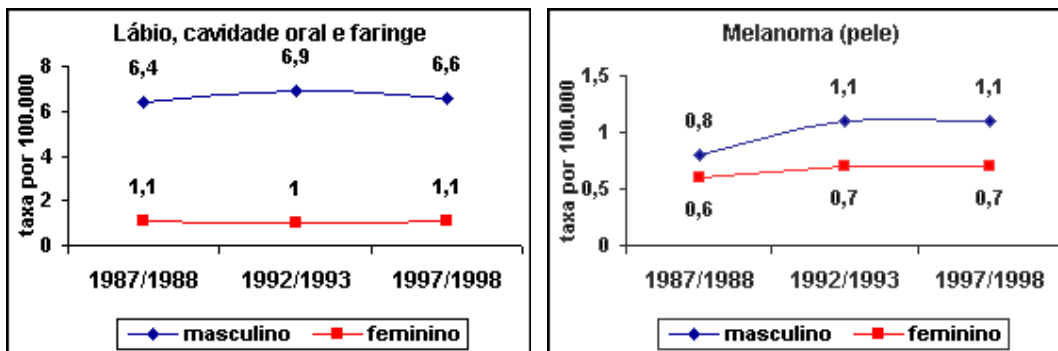 Lábio, cavidade oral e faringe
taxa por 100.000
8
6
4
2
0
6,4
6,9
6,6
1,1
1
1,1
1987/1988 1992/1993 1997/1998
masculino feminino
Melanoma (pele)
taxa por 100.000
1,5
1
0,5
0
0,8
1,1
1,1
0,6
0,7
0,7
1987/1988 1992/1993 1997/1998
masculino feminino